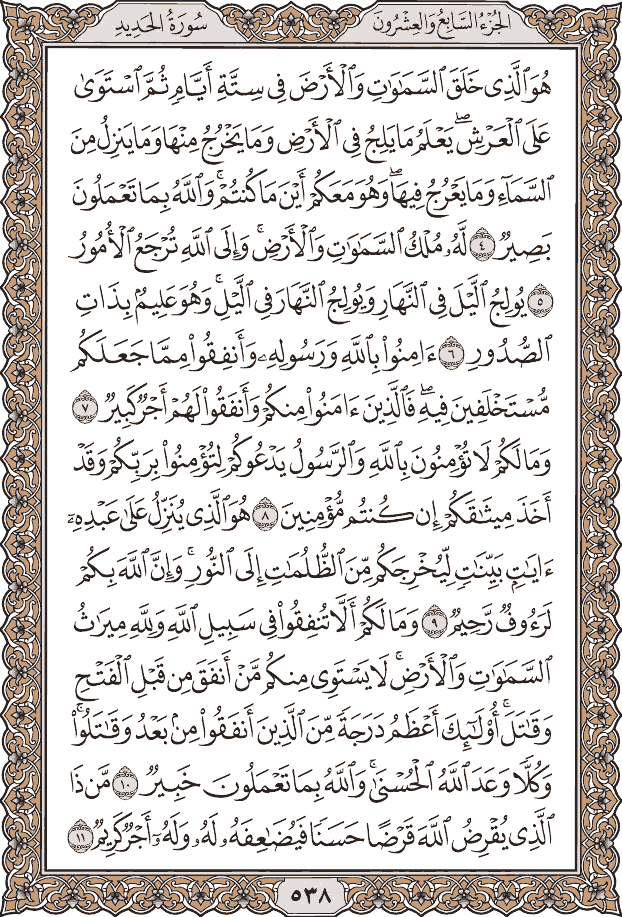 الجُزْءُ السَّابِعُ وَالعِشْرُونَ
سُورَةُ الحَدِيدِ
هُوَ ٱلَّذِى خَلَقَ ٱلسَّمَٰوَٰتِ وَٱلْأَرْضَ فِى سِتَّةِ أَيَّامٍ ثُمَّ ٱسْتَوَىٰ
عَلَى ٱلْعَرْشِۖ يَعْلَمُ مَا يَلِجُ فِى ٱلْأَرْضِ وَمَا يَخْرُجُ مِنْهَا وَمَا يَنزِلُ مِنَ
ٱلسَّمَآءِ وَمَا يَعْرُجُ فِيهَاۖ وَهُوَ مَعَكُمْ أَيْنَ مَا كُنتُمْۚ وَٱللَّهُ بِمَا تَعْمَلُونَ
بَصِيرٌ ٤ لَّهُۥ مُلْكُ ٱلسَّمَٰوَٰتِ وَٱلْأَرْضِۚ وَإِلَى ٱللَّهِ تُرْجَعُ ٱلْأُمُورُ
٥ يُولِجُ ٱلَّيْلَ فِى ٱلنَّهَارِ وَيُولِجُ ٱلنَّهَارَ فِى ٱلَّيْلِۚ وَهُوَ عَلِيمٌۢ بِذَاتِ
ٱلصُّدُورِ ٦ ءَامِنُوا۟ بِٱللَّهِ وَرَسُولِهِۦ وَأَنفِقُوا۟ مِمَّا جَعَلَكُم
مُّسْتَخْلَفِينَ فِيهِۖ فَٱلَّذِينَ ءَامَنُوا۟ مِنكُمْ وَأَنفَقُوا۟ لَهُمْ أَجْرٌ كَبِيرٌ ٧
وَمَا لَكُمْ لَا تُؤْمِنُونَ بِٱللَّهِ وَٱلرَّسُولُ يَدْعُوكُمْ لِتُؤْمِنُوا۟ بِرَبِّكُمْ وَقَدْ
أَخَذَ مِيثَٰقَكُمْ إِن كُنتُم مُّؤْمِنِينَ ٨ هُوَ ٱلَّذِى يُنَزِّلُ عَلَىٰ عَبْدِهِۦٓ
ءَايَٰتٍۭ بَيِّنَٰتٍ لِّيُخْرِجَكُم مِّنَ ٱلظُّلُمَٰتِ إِلَى ٱلنُّورِۚ وَإِنَّ ٱللَّهَ بِكُمْ
لَرَءُوفٌ رَّحِيمٌ ٩ وَمَا لَكُمْ أَلَّا تُنفِقُوا۟ فِى سَبِيلِ ٱللَّهِ وَلِلَّهِ مِيرَٰثُ
ٱلسَّمَٰوَٰتِ وَٱلْأَرْضِۚ لَا يَسْتَوِى مِنكُم مَّنْ أَنفَقَ مِن قَبْلِ ٱلْفَتْحِ
وَقَٰتَلَۚ أُو۟لَٰٓئِكَ أَعْظَمُ دَرَجَةً مِّنَ ٱلَّذِينَ أَنفَقُوا۟ مِنۢ بَعْدُ وَقَٰتَلُوا۟ۚ
وَكُلًّا وَعَدَ ٱللَّهُ ٱلْحُسْنَىٰۚ وَٱللَّهُ بِمَا تَعْمَلُونَ خَبِيرٌ ١٠ مَّن ذَا
ٱلَّذِى يُقْرِضُ ٱللَّهَ قَرْضًا حَسَنًا فَيُضَٰعِفَهُۥ لَهُۥ وَلَهُۥٓ أَجْرٌ كَرِيمٌ ١١
٥٣٨